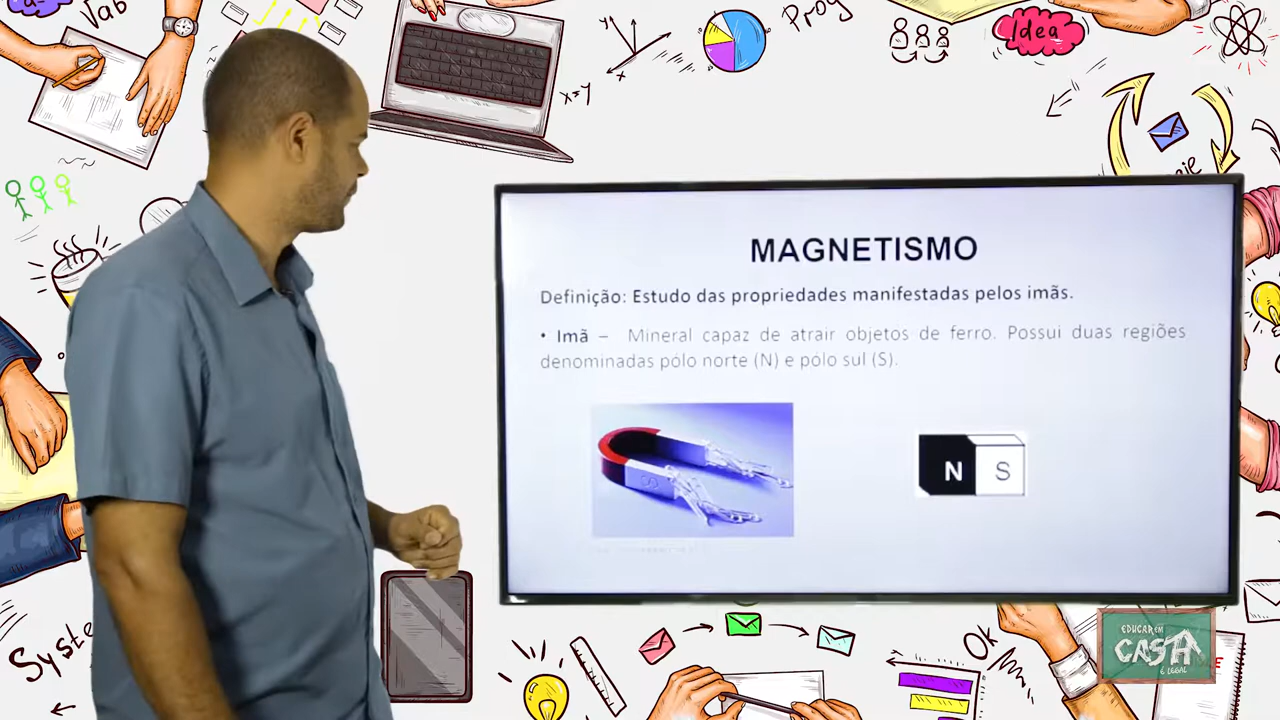 Vab
Prog
Idea
y1
x
x=y
MAGNETISMO
Definição: Estudo das propriedades manifestadas pelos imãs.
• Imã – Mineral capaz de atrair objetos de ferro. Possui duas regiões
denominadas pólo norte (N) e pólo sul (S).
N S
S
Syste
Ok
EDUCAR EM
CASA
É LEGAL